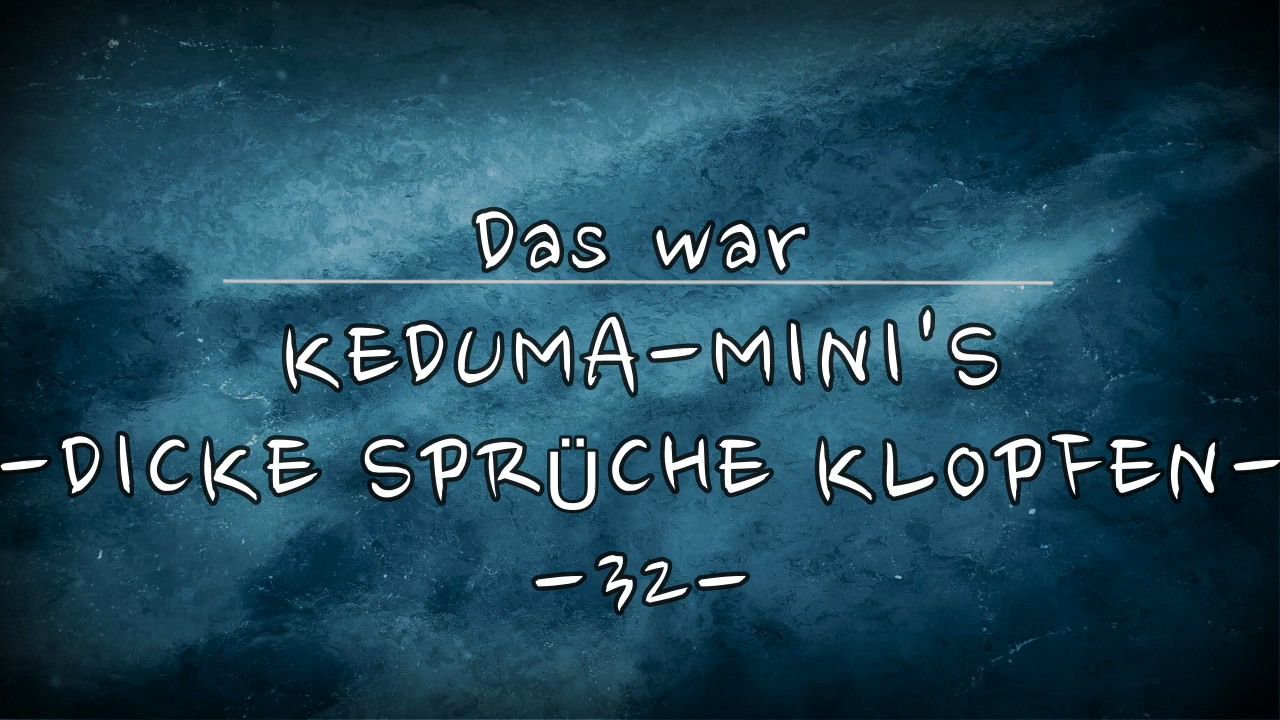 Das war
KEDUMA-MINI'S
-DICKE SPRÜCHE KLOPFEN-
-32-